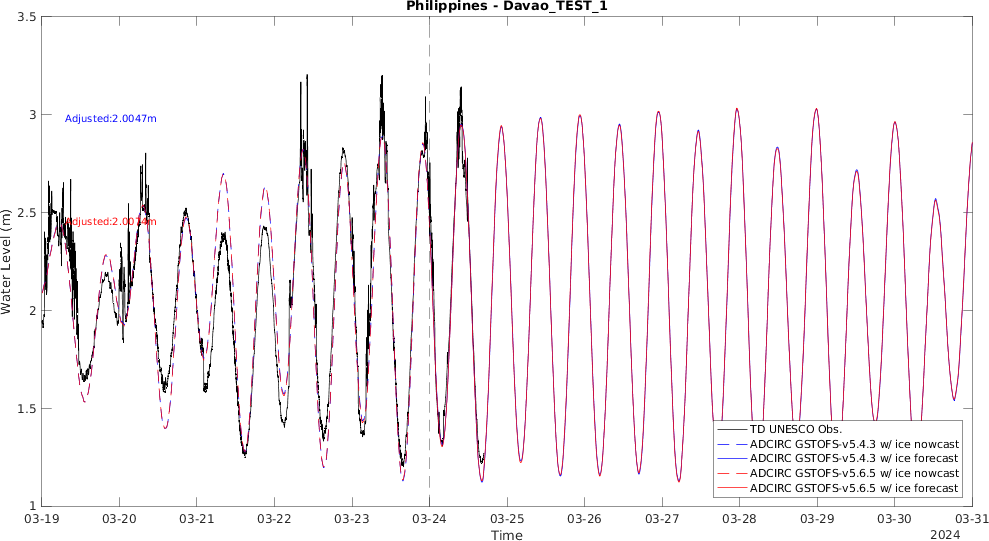 Philippines - Davao_TEST_1
3.5
3
2.5
2
1.5
1
Water Level (m)
Adjusted:2.0047m
Adjusted:2.0074m
TD UNESCO Obs.
ADCIRC GSTOFS-v5.4.3 w/ ice nowcast
ADCIRC GSTOFS-v5.4.3 w/ ice forecast
ADCIRC GSTOFS-v5.6.5 w/ ice nowcast
ADCIRC GSTOFS-v5.6.5 w/ ice forecast
03-19 03-20 03-21 03-22 03-23 03-24 03-25 03-26 03-27 03-28 03-29 03-30 03-31
Time
2024